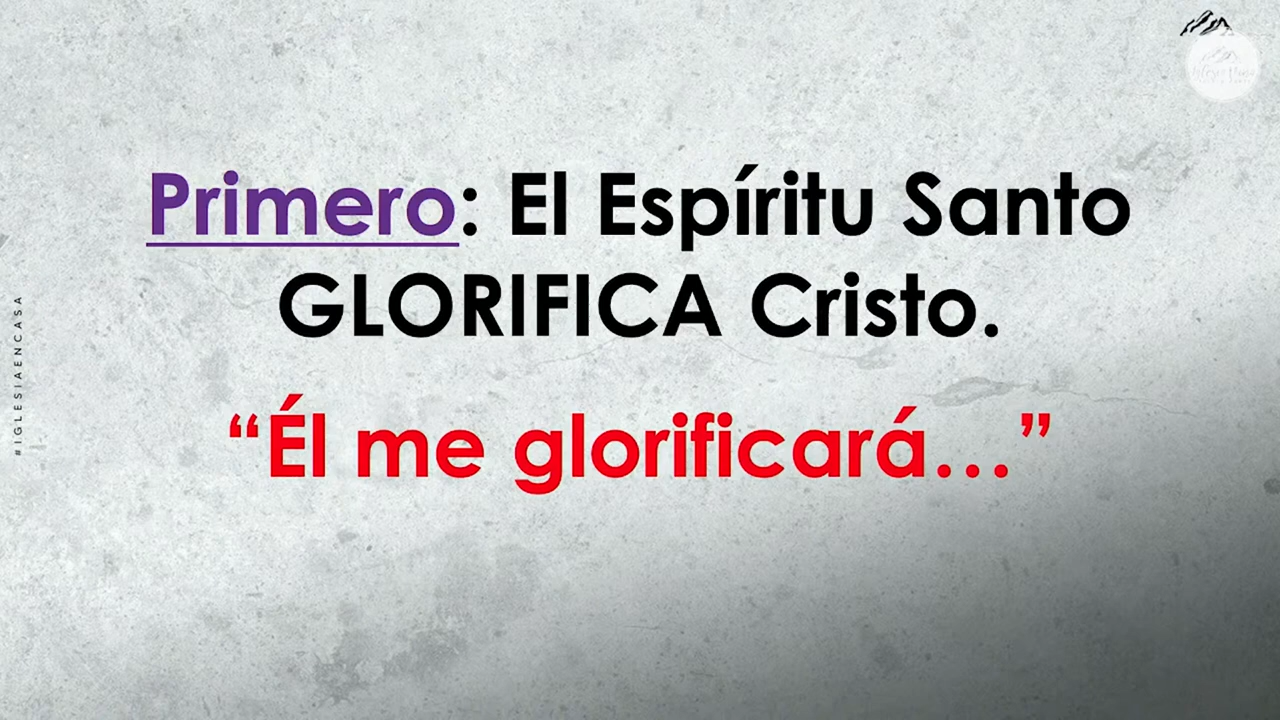 Primero: El Espíritu Santo
GLORIFICA Cristo.
“Él me glorificará…”
#IGLESIAENCASA